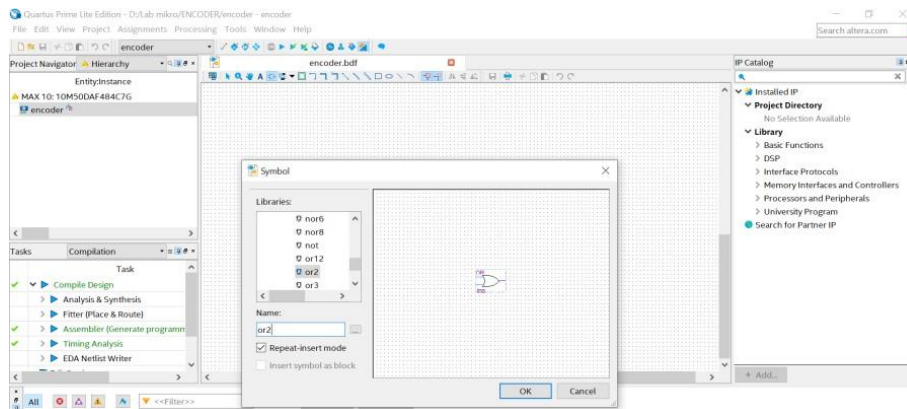 Quartus Prime Lite Edition - D:/Lab mikro/ENCODER/encoder - encoder
File Edit View Project Assignments Processing Tools Window Help
Search altera.com
encoder
Project Navigator Hierarchy
encoder.bdf
IP Catalog
Entity:Instance
MAX 10: 10M50DAF484C7G
encoder
Installed IP
Project Directory
No Selection Available
Library
Basic Functions
DSP
Interface Protocols
Memory Interfaces and Controllers
Processors and Peripherals
University Program
Search for Partner IP
Symbol
Libraries:
nor6
nor8
not
or12
or2
or3
OR2
Name:
or2
Repeat-insert mode
Insert symbol as block
OK Cancel
Tasks Compilation
Task
Compile Design
Analysis & Synthesis
Fitter (Place & Route)
Assembler (Generate programm
Timing Analysis
EDA Netlist Writer
+ Add...
All
<<Filter>>